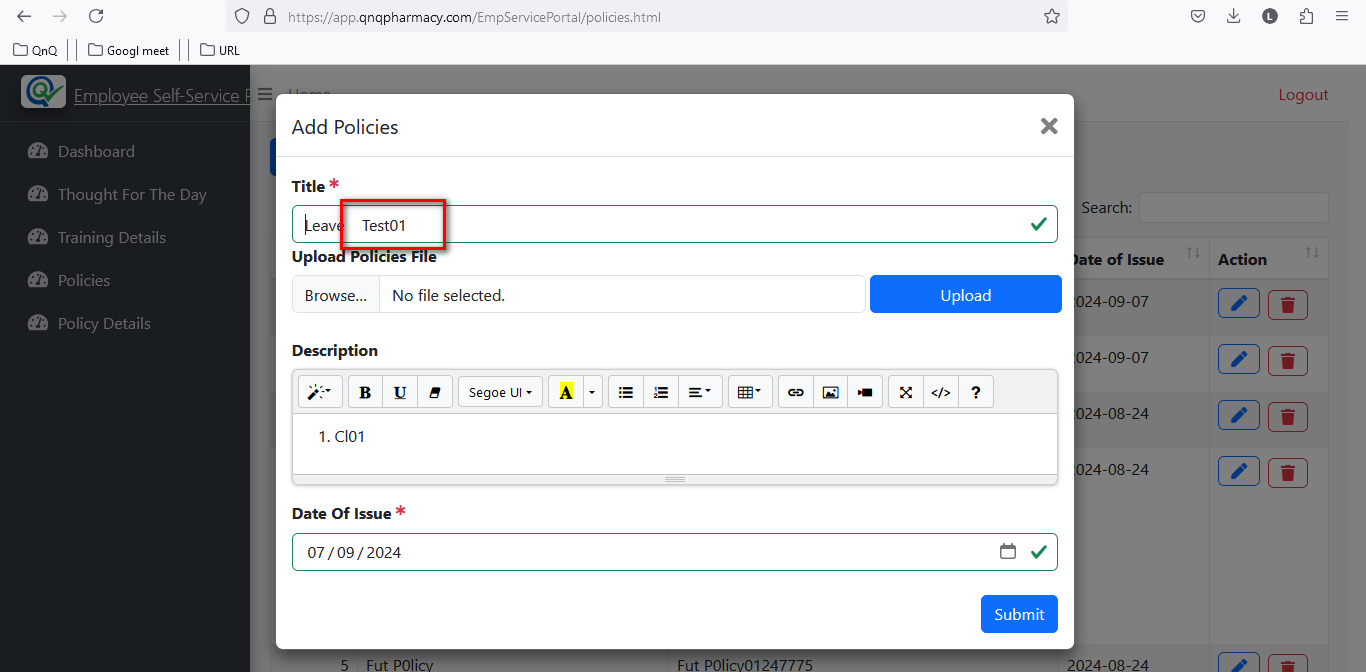 https://app.qnqpharmacy.com/EmpServicePortal/policies.html
L
QnQ
Googl meet
URL
Employee Self-Service P
Home
Logout
Dashboard
Thought For The Day
Training Details
Policies
Policy Details
Add Policies
Title *
Leave Test01
Upload Policies File
Browse... No file selected.
Upload
Description
B U Segoe UI A </> ?
1. Cl01
Date Of Issue *
07 / 09 / 2024
Submit
Search:
Date of Issue Action
2024-09-07
2024-09-07
2024-08-24
2024-08-24
5 Fut P0licy Fut P0licy01247775 2024-08-24